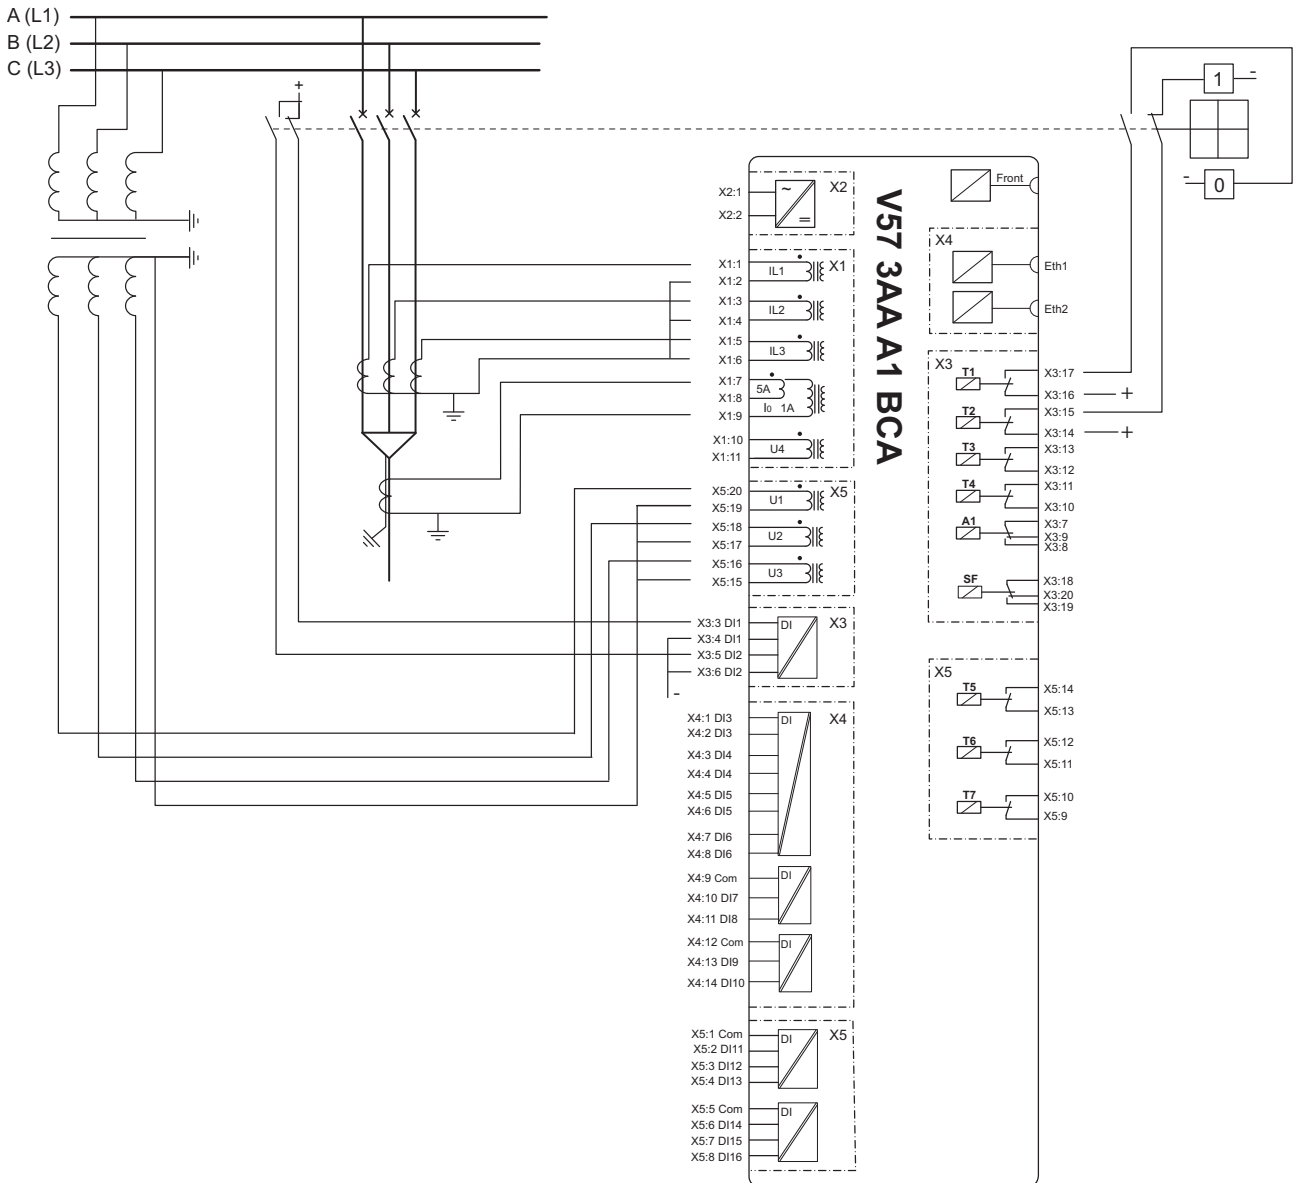 A (L1)
B (L2)
C (L3)
+
1
-
-
0
V57 3AA A1 BCA
X2:1
X2:2
~
=
X2
X1:1
X1:2
X1:3
X1:4
X1:5
X1:6
X1:7
X1:8
X1:9
X1:10
X1:11
X1
IL1
IL2
IL3
5A
I0 1A
U4
X5:20
X5:19
X5:18
X5:17
X5:16
X5:15
X5
U1
U2
U3
X3:3 DI1
X3:4 DI1
X3:5 DI2
X3:6 DI2
-
DI
X3
X4:1 DI3
X4:2 DI3
X4:3 DI4
X4:4 DI4
X4:5 DI5
X4:6 DI5
X4:7 DI6
X4:8 DI6
DI
X4
X4:9 Com
X4:10 DI7
X4:11 DI8
DI
X4:12 Com
X4:13 DI9
X4:14 DI10
DI
X5:1 Com
X5:2 DI11
X5:3 DI12
X5:4 DI13
DI
X5
X5:5 Com
X5:6 DI14
X5:7 DI15
X5:8 DI16
DI
Front
X4
Eth1
Eth2
X3
T1
X3:17
X3:16
+
T2
X3:15
X3:14
+
T3
X3:13
X3:12
T4
X3:11
X3:10
A1
X3:7
X3:9
X3:8
SF
X3:18
X3:20
X3:19
X5
T5
X5:14
X5:13
T6
X5:12
X5:11
T7
X5:10
X5:9